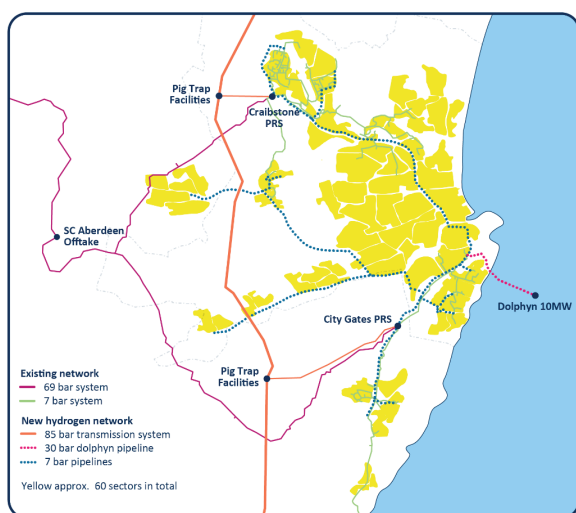 Pig Trap
Facilities
Craibstone
PRS
SC Aberdeen
Offtake
Dolphyn 10MW
City Gates PRS
Pig Trap
Facilities
Existing network
69 bar system
7 bar system
New hydrogen network
85 bar transmission system
30 bar dolphyn pipeline
7 bar pipelines
Yellow approx. 60 sectors in total